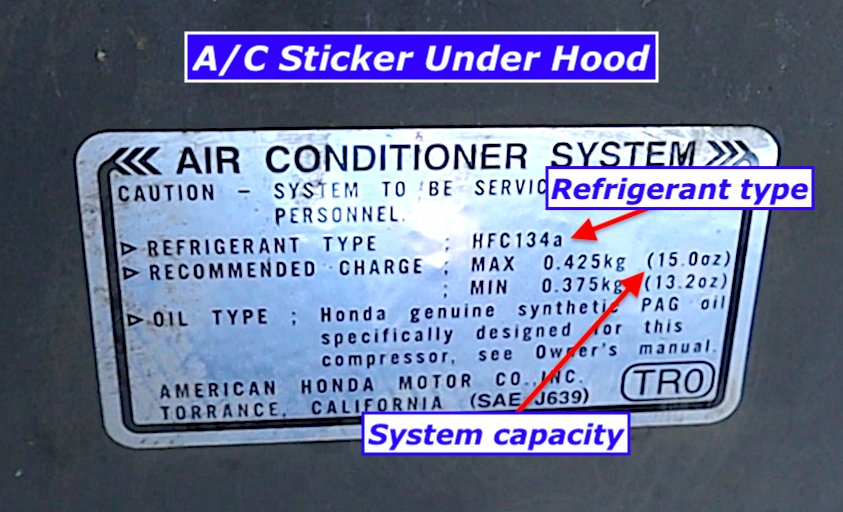 A/C Sticker Under Hood
AIR CONDITIONER SYSTEM
CAUTION – SYSTEM TO BE
Refrigerant type
PERSONNEL.
REFRIGERANT TYPE ; HFC134a
RECOMMENDED CHARGE ; MAX 0.425kg (15.0oz)
; MIN 0.375kg (13.2oz)
OIL TYPE ; Honda genuine synthetic PAG oil
specifically designed for this
compressor, see Owner's manual.
AMERICAN HONDA MOTOR CO.,INC.
TRO
TORRANCE, CALIFORNIA (SAE J639)
System capacity